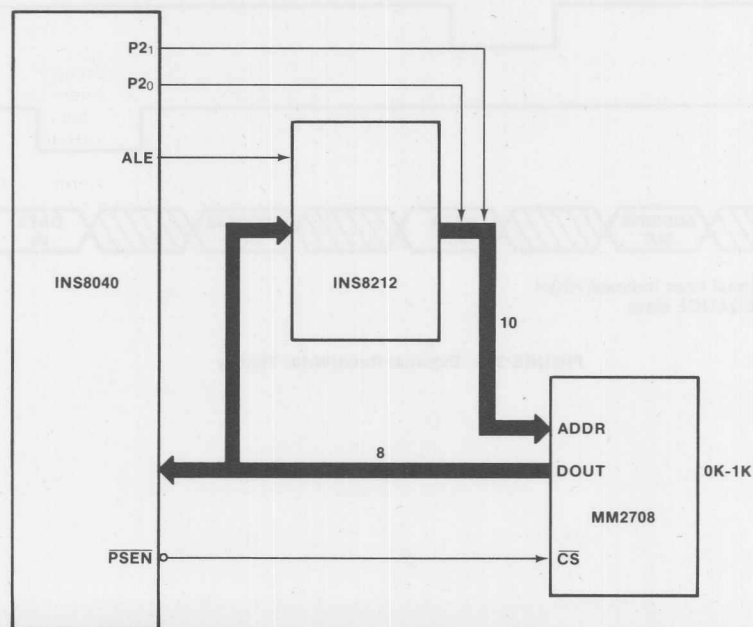 P2₁
P2₀
ALE
INS8040
INS8212
10
ADDR
8
DOUT
0K-1K
MM2708
PSEN
CS